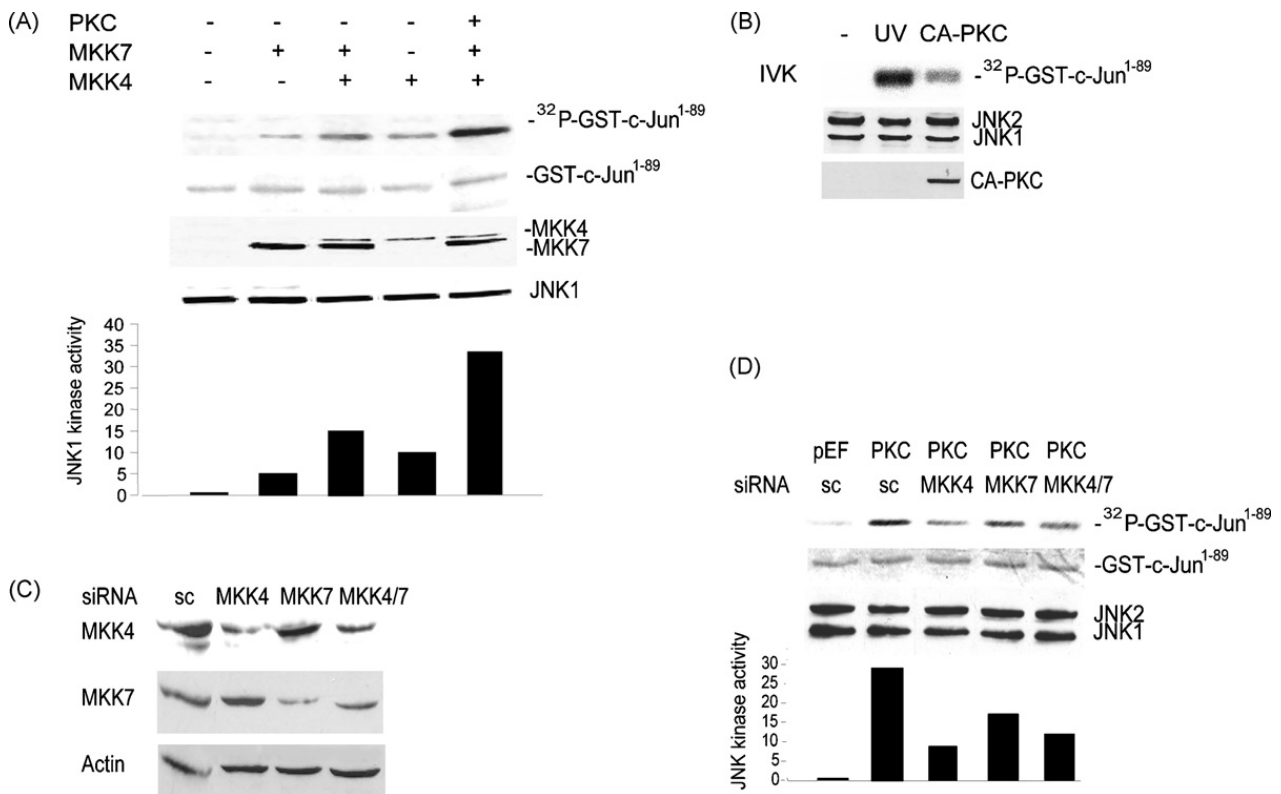 (A)
PKC - - - - +
MKK7 - + + - +
MKK4 - - + + +
-³²P-GST-c-Jun¹⁻⁸⁹
-GST-c-Jun¹⁻⁸⁹
-MKK4
-MKK7
JNK1
JNK1 kinase activity
40
35
30
25
20
15
10
5
0
(B)
- UV CA-PKC
IVK
-³²P-GST-c-Jun¹⁻⁸⁹
JNK2
JNK1
CA-PKC
(C)
siRNA sc MKK4 MKK7 MKK4/7
MKK4
MKK7
Actin
(D)
pEF PKC PKC PKC PKC
siRNA sc sc MKK4 MKK7 MKK4/7
-³²P-GST-c-Jun¹⁻⁸⁹
-GST-c-Jun¹⁻⁸⁹
JNK2
JNK1
JNK kinase activity
30
25
20
15
10
5
0